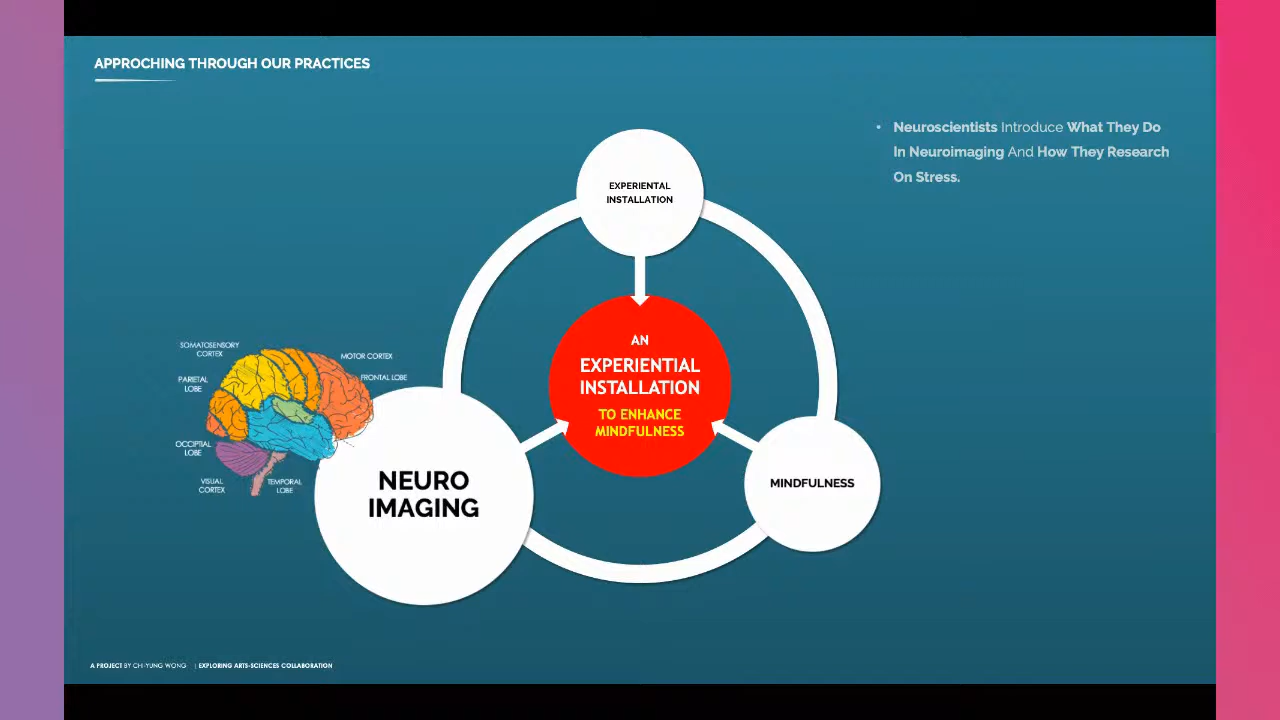 APPROCHING THROUGH OUR PRACTICES
• Neuroscientists Introduce What They Do
In Neuroimaging And How They Research
On Stress.
EXPERIENTAL
INSTALLATION
AN
EXPERIENTIAL
INSTALLATION
TO ENHANCE
MINDFULNESS
SOMATOSENSORY
CORTEX
MOTOR CORTEX
FRONTAL LOBE
PARIETAL
LOBE
OCCIPTIAL
LOBE
VISUAL
CORTEX
TEMPORAL
LOBE
NEURO
IMAGING
MINDFULNESS
A PROJECT BY CHI-YUNG WONG | EXPLORING ARTS-SCIENCES COLLABORATION